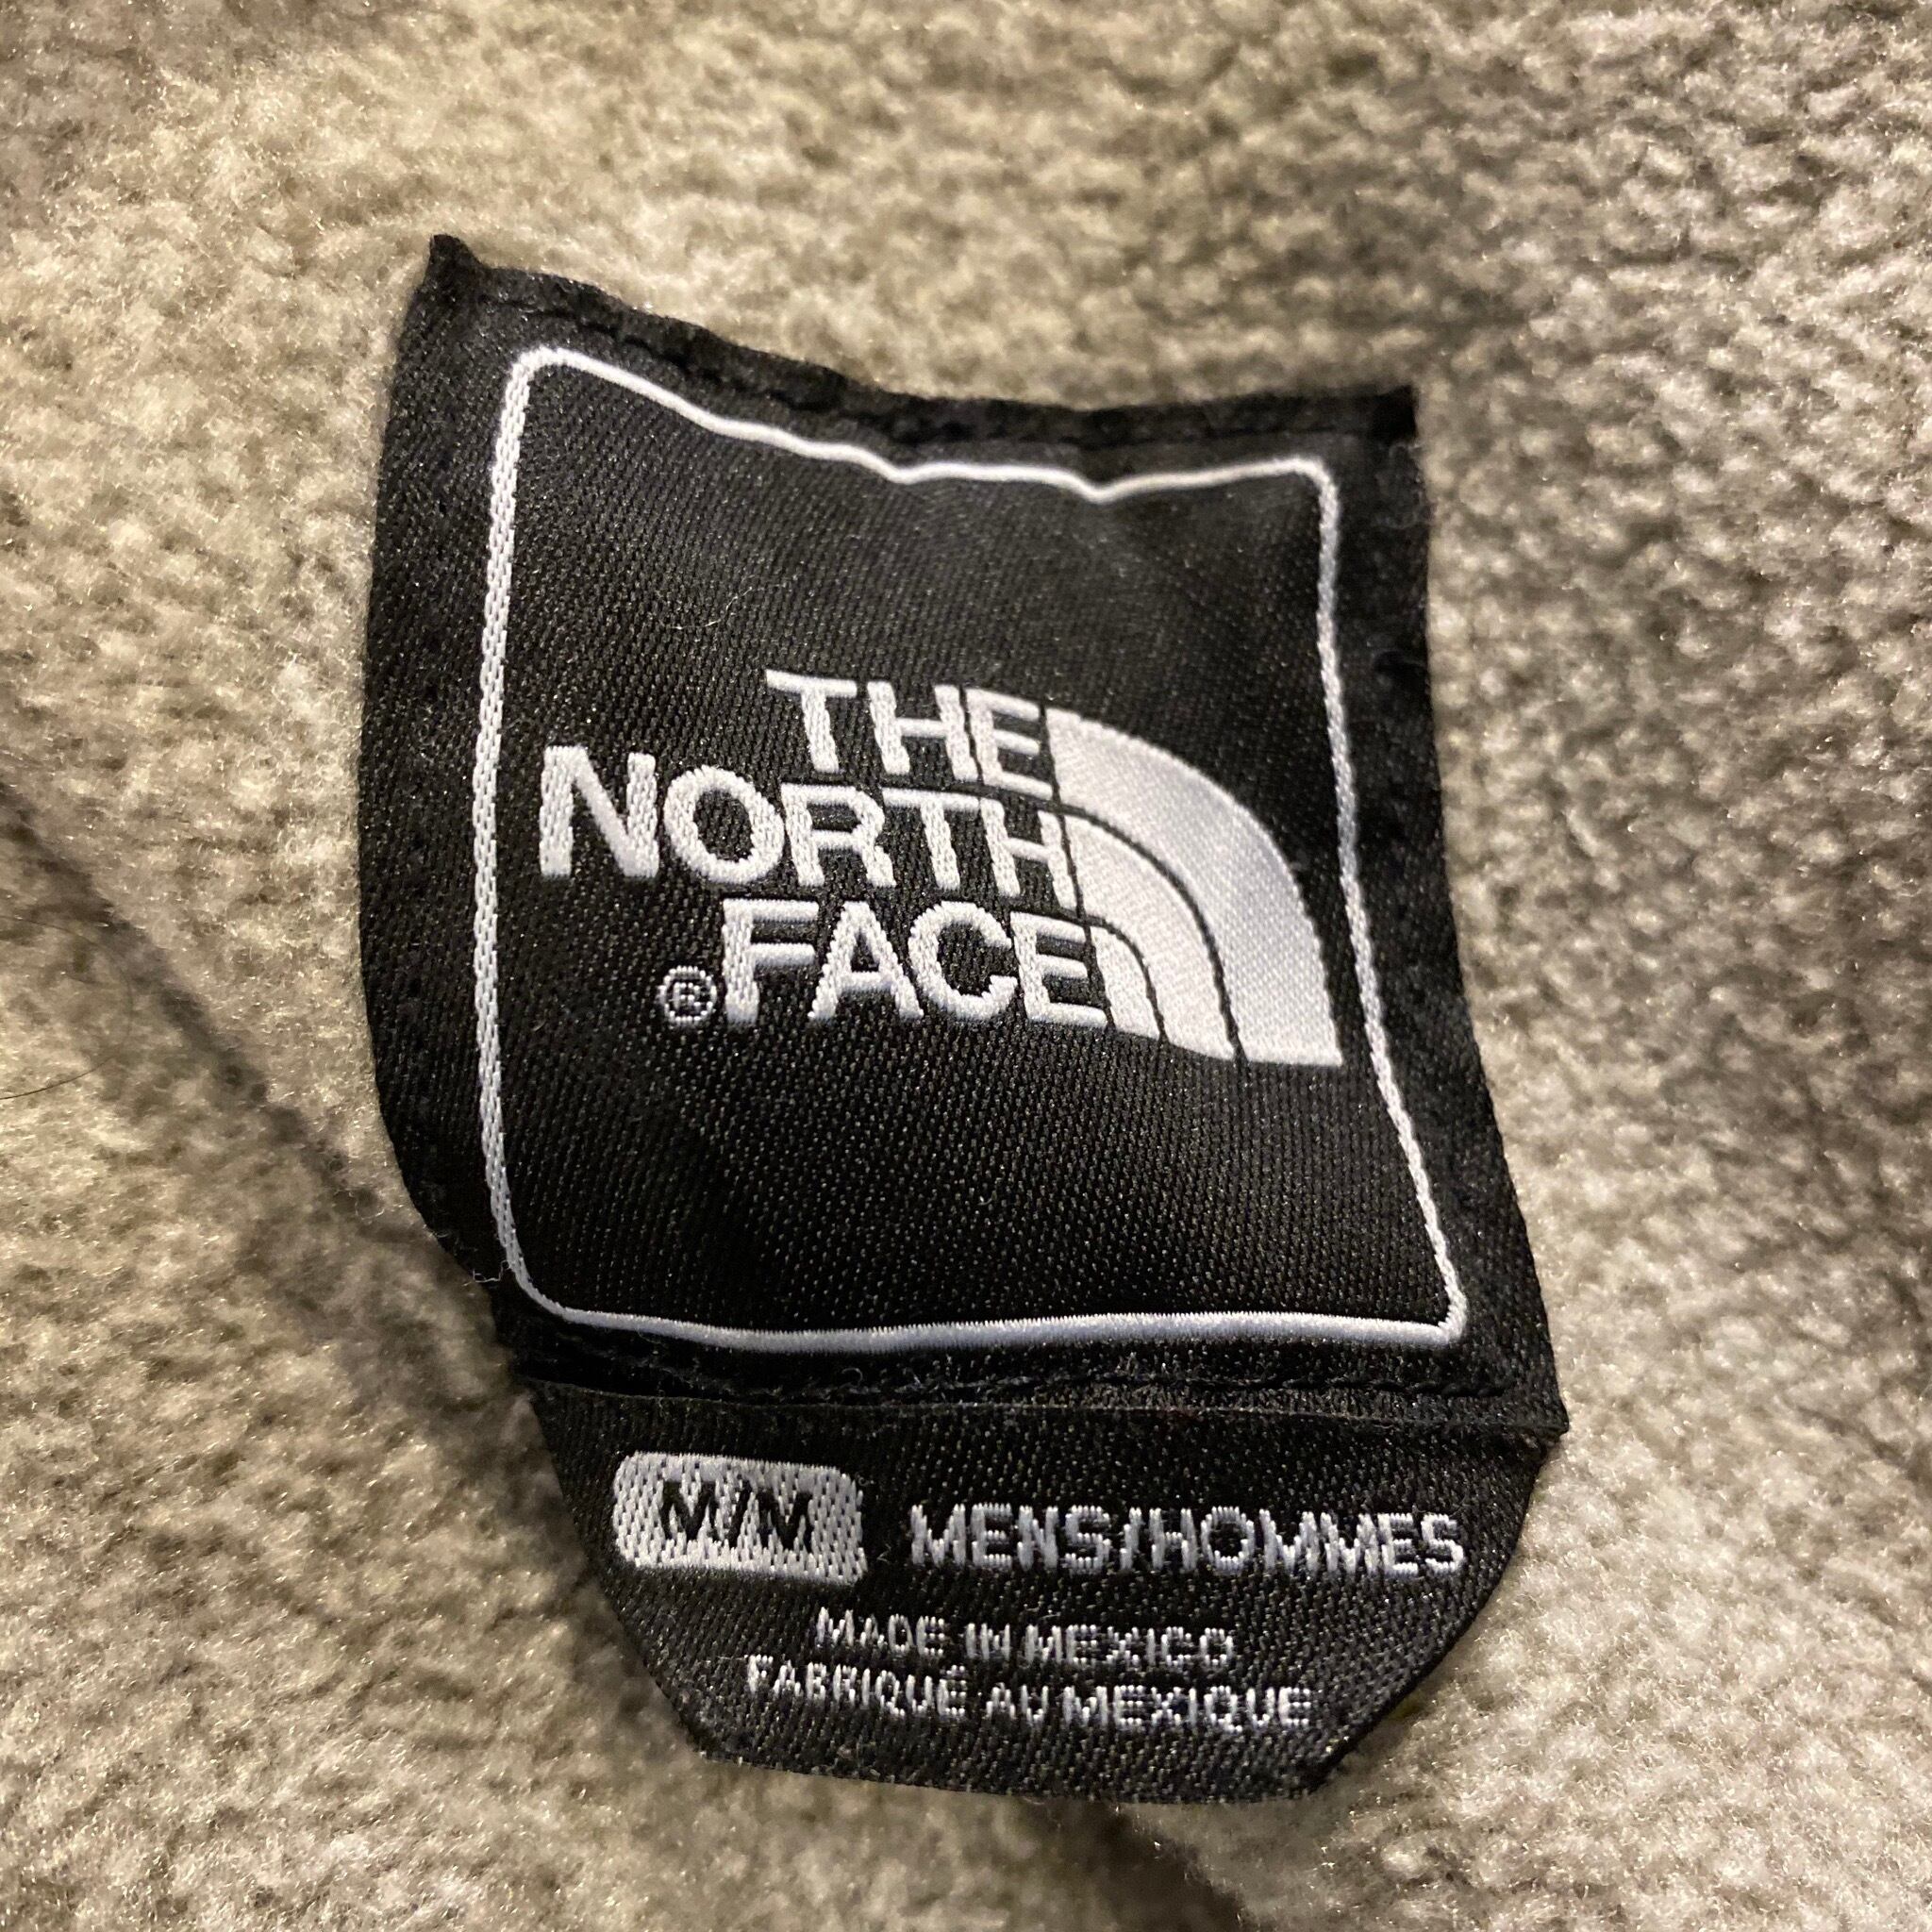 THE
NORTH
®FACE
M/M MENS/HOMMES
MADE IN MEXICO
FABRIQUÉ AU MEXIQUE